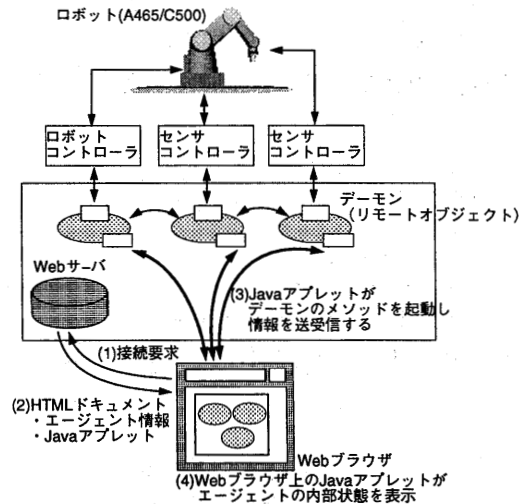 ロボット(A465/C500)
ロボット
コントローラ
センサ
コントローラ
センサ
コントローラ
デーモン
(リモートオブジェクト)
Webサーバ
(3)Javaアプレットが
デーモンのメソッドを起動し
情報を送受信する
(1)接続要求
(2)HTMLドキュメント
・エージェント情報
・Javaアプレット
Webブラウザ
(4)Webブラウザ上のJavaアプレットが
エージェントの内部状態を表示